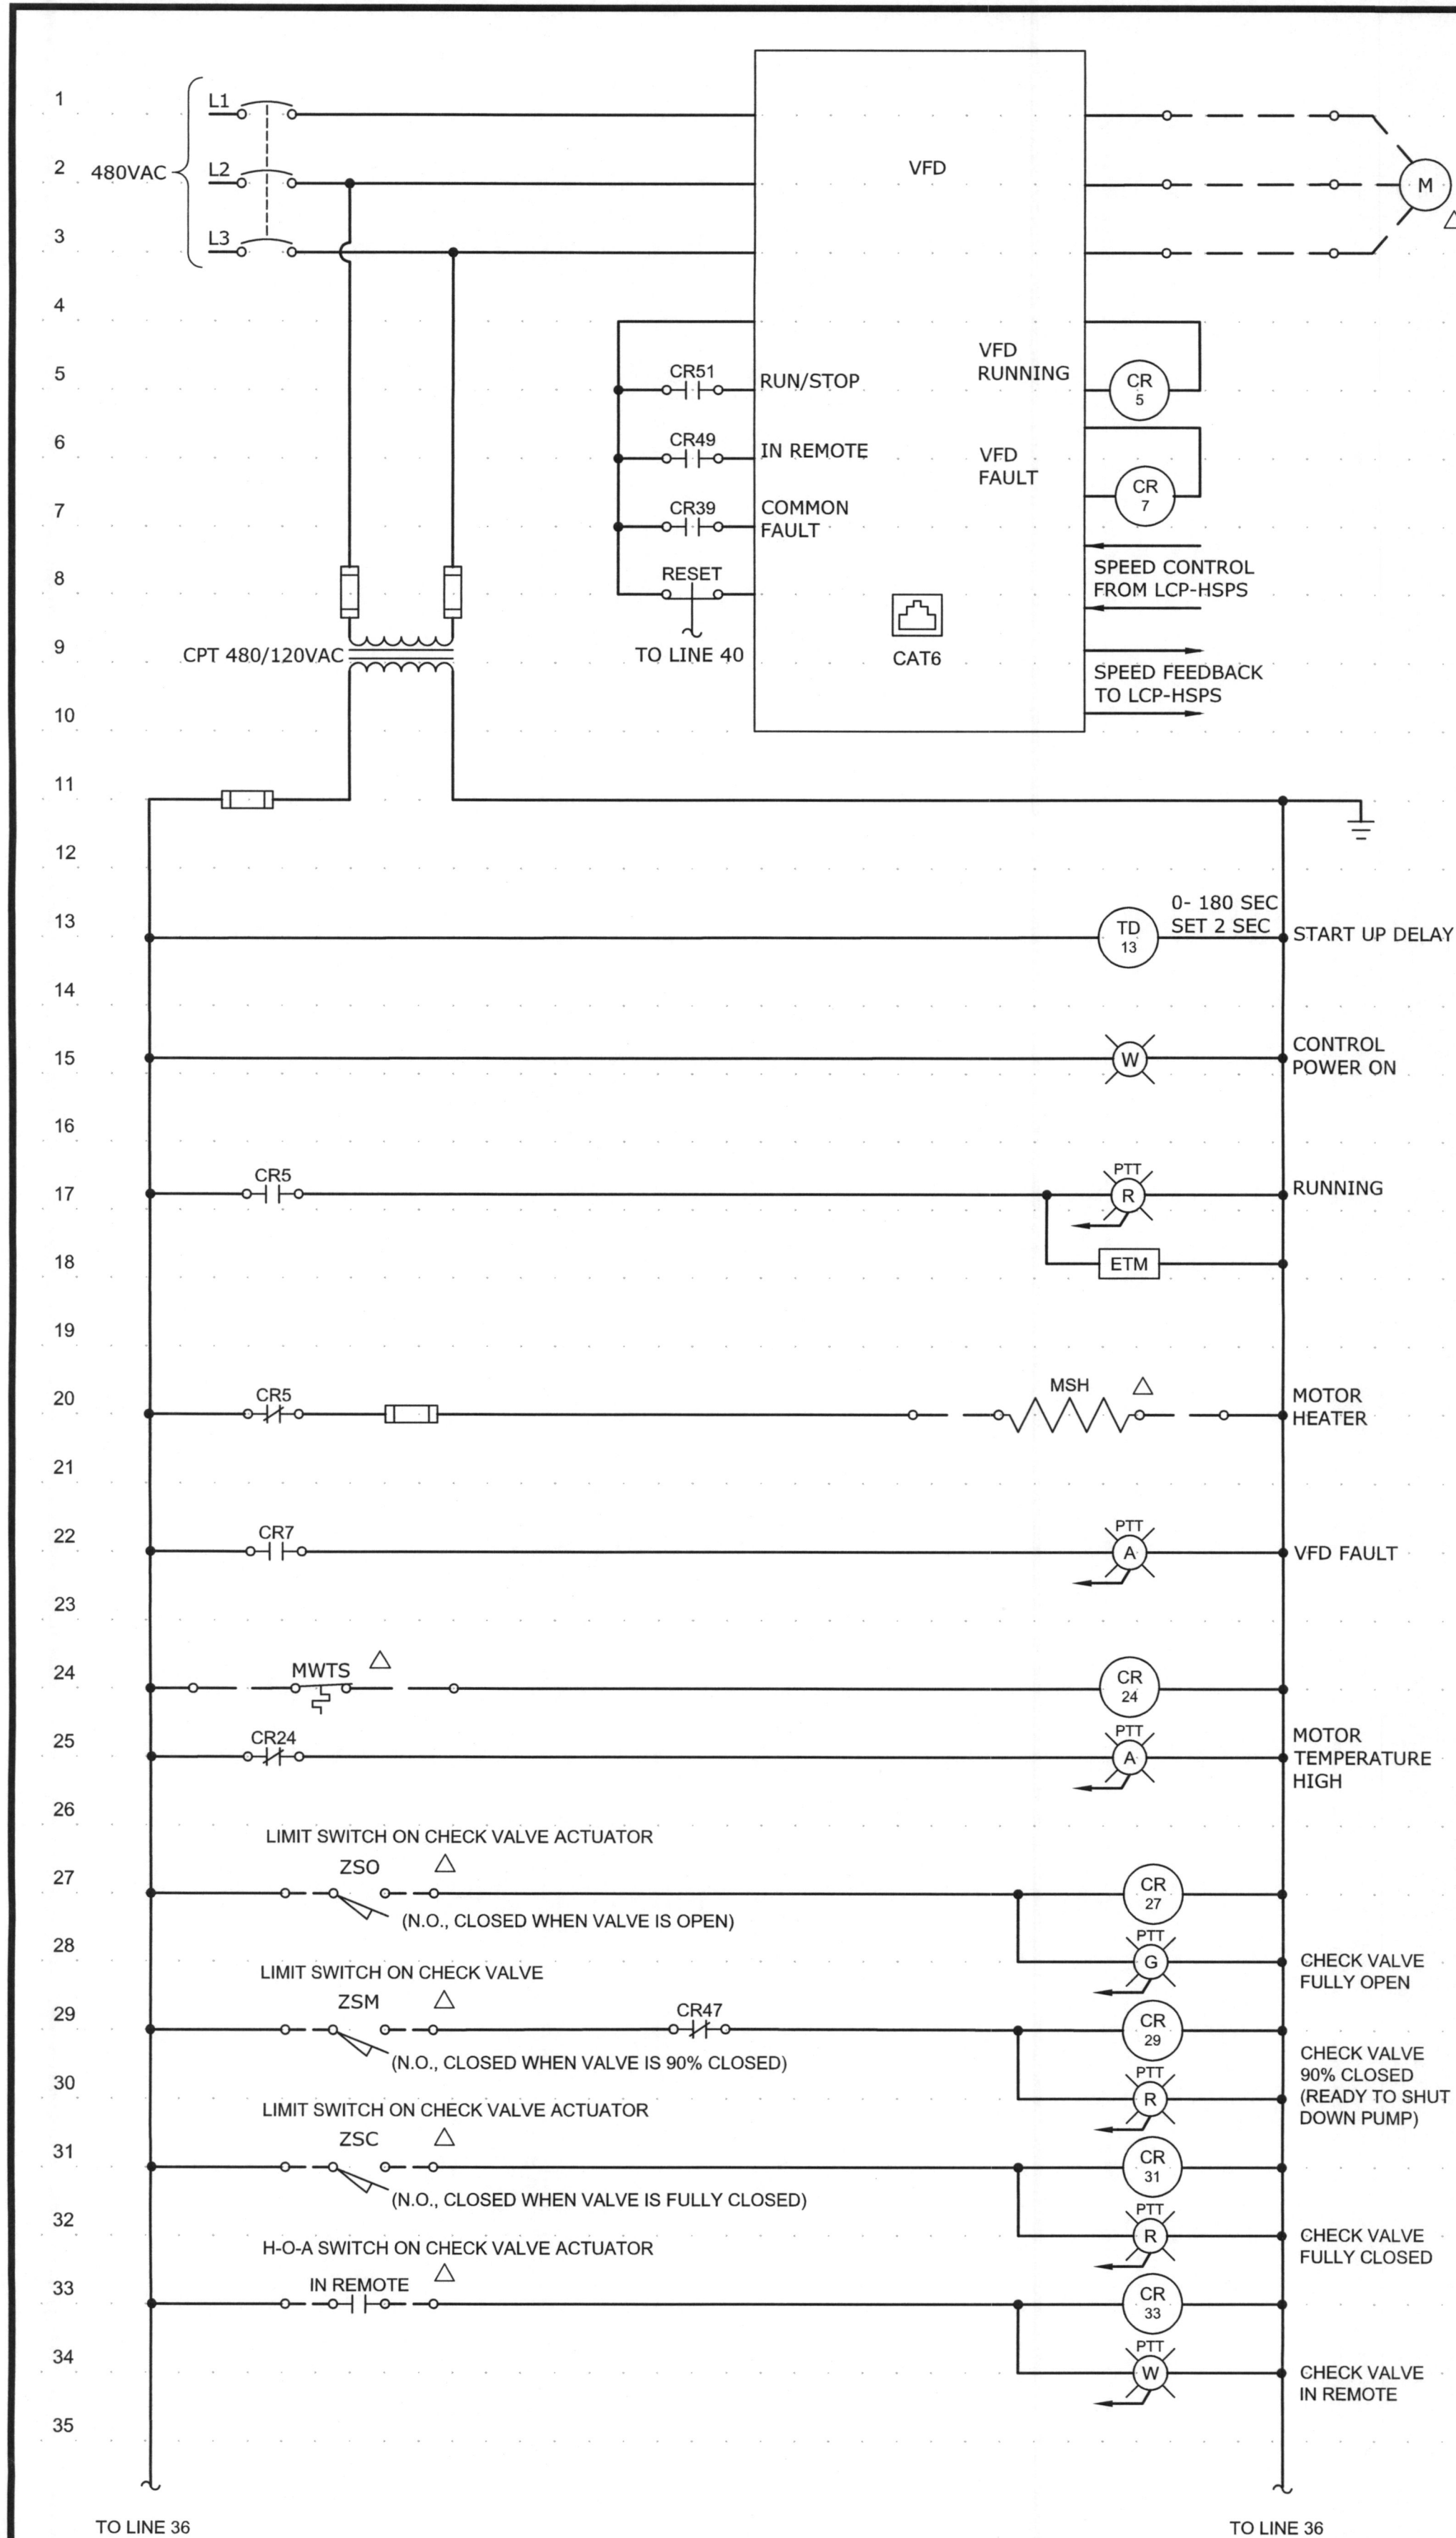 1
L1
2
480VAC
L2
VFD
M
3
L3
4
5
CR51
RUN/STOP
VFD
RUNNING
CR
5
6
CR49
IN REMOTE
VFD
FAULT
CR
7
7
CR39
COMMON
FAULT
8
RESET
SPEED CONTROL
FROM LCP-HSPS
9
CPT 480/120VAC
TO LINE 40
CAT6
SPEED FEEDBACK
TO LCP-HSPS
10
11
12
13
TD
13
0- 180 SEC
SET 2 SEC
START UP DELAY
14
15
W
CONTROL
POWER ON
16
17
CR5
PTT
R
RUNNING
18
ETM
19
20
CR5
MSH
MOTOR
HEATER
21
22
CR7
PTT
A
VFD FAULT
23
24
MWTS
CR
24
25
CR24
PTT
A
MOTOR
TEMPERATURE
HIGH
26
LIMIT SWITCH ON CHECK VALVE ACTUATOR
27
ZSO
(N.O., CLOSED WHEN VALVE IS OPEN)
CR
27
28
PTT
G
CHECK VALVE
FULLY OPEN
LIMIT SWITCH ON CHECK VALVE
29
ZSM
(N.O., CLOSED WHEN VALVE IS 90% CLOSED)
CR47
CR
29
30
PTT
R
CHECK VALVE
90% CLOSED
(READY TO SHUT
DOWN PUMP)
LIMIT SWITCH ON CHECK VALVE ACTUATOR
31
ZSC
(N.O., CLOSED WHEN VALVE IS FULLY CLOSED)
CR
31
32
PTT
R
CHECK VALVE
FULLY CLOSED
H-O-A SWITCH ON CHECK VALVE ACTUATOR
33
IN REMOTE
CR
33
34
PTT
W
CHECK VALVE
IN REMOTE
35
TO LINE 36
TO LINE 36